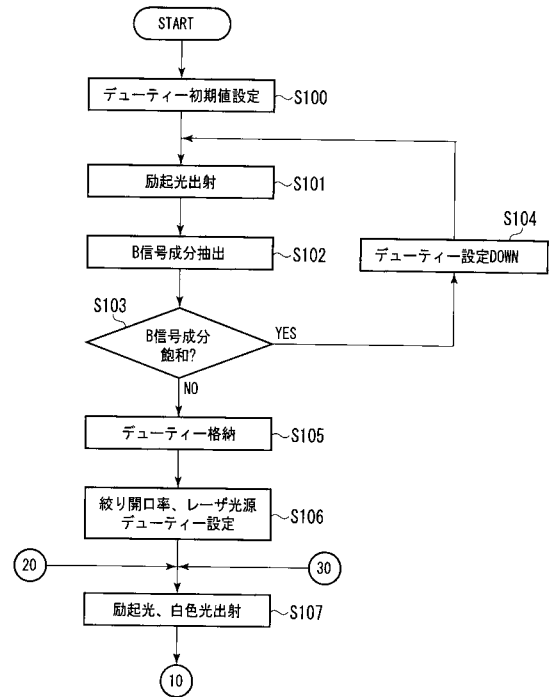 START
デューティー初期値設定
S100
励起光出射
S101
B信号成分抽出
S102
S104
デューティー設定DOWN
S103
B信号成分
飽和?
YES
NO
デューティー格納
S105
絞り開口率、レーザ光源
デューティー設定
S106
20
30
励起光、白色光出射
S107
10